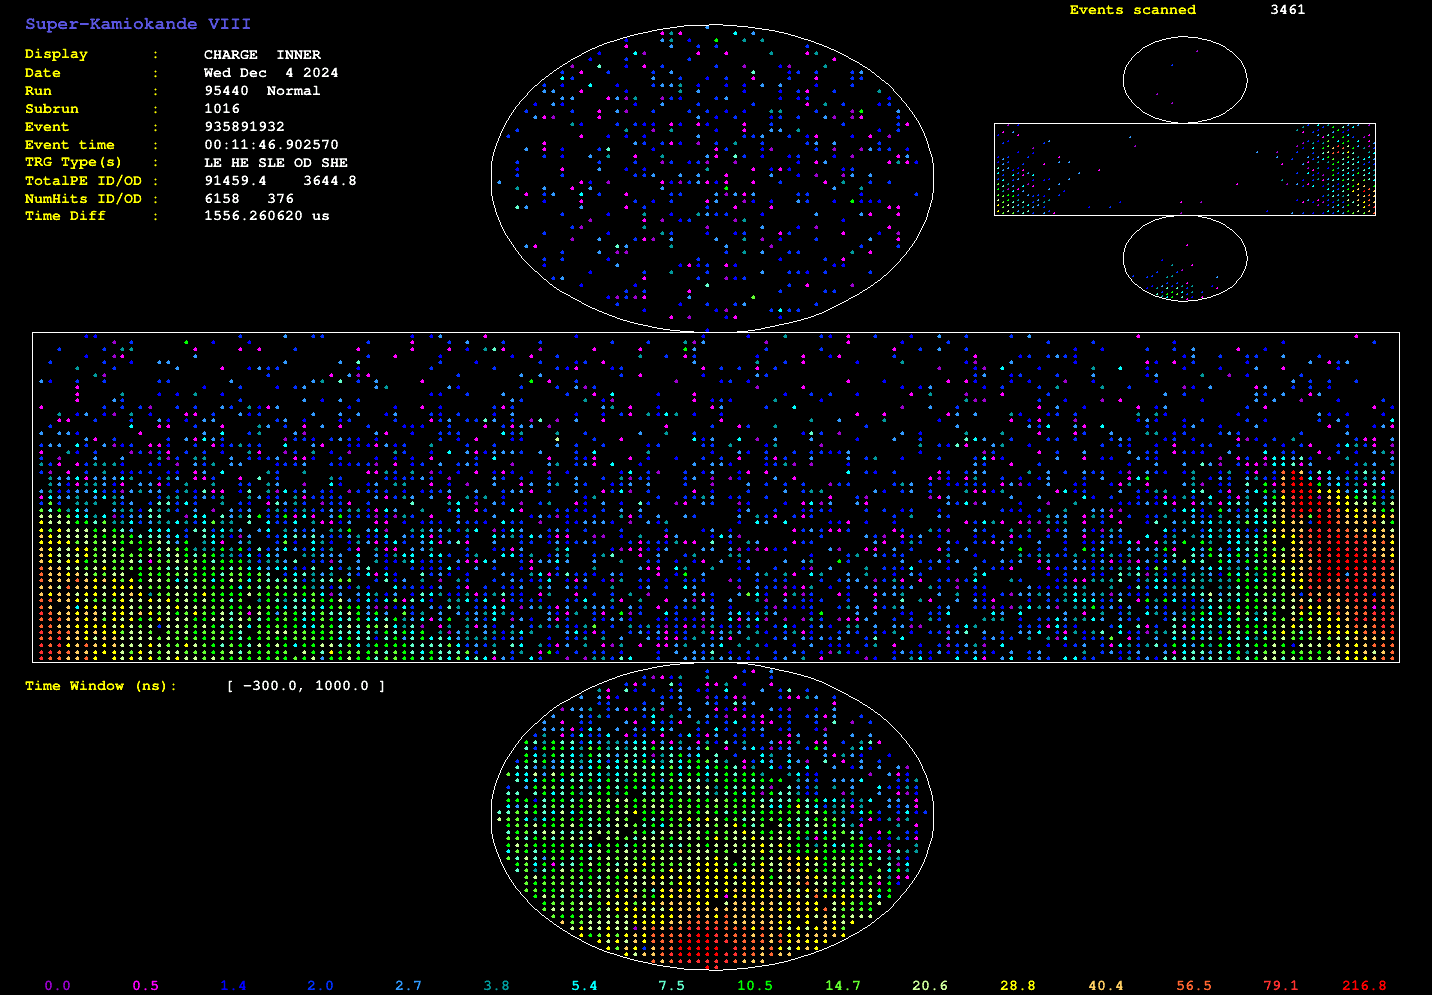 Super-Kamiokande VIII
Events scanned 3461
Display : CHARGE INNER
Date : Wed Dec 4 2024
Run : 95440 Normal
Subrun : 1016
Event : 935891932
Event time : 00:11:46.902570
TRG Type(s) : LE HE SLE OD SHE
TotalPE ID/OD : 91459.4 3644.8
NumHits ID/OD : 6158 376
Time Diff : 1556.260620 us
Time Window (ns): [ -300.0, 1000.0 ]
0.0 0.5 1.4 2.0 2.7 3.8 5.4 7.5 10.5 14.7 20.6 28.8 40.4 56.5 79.1 216.8